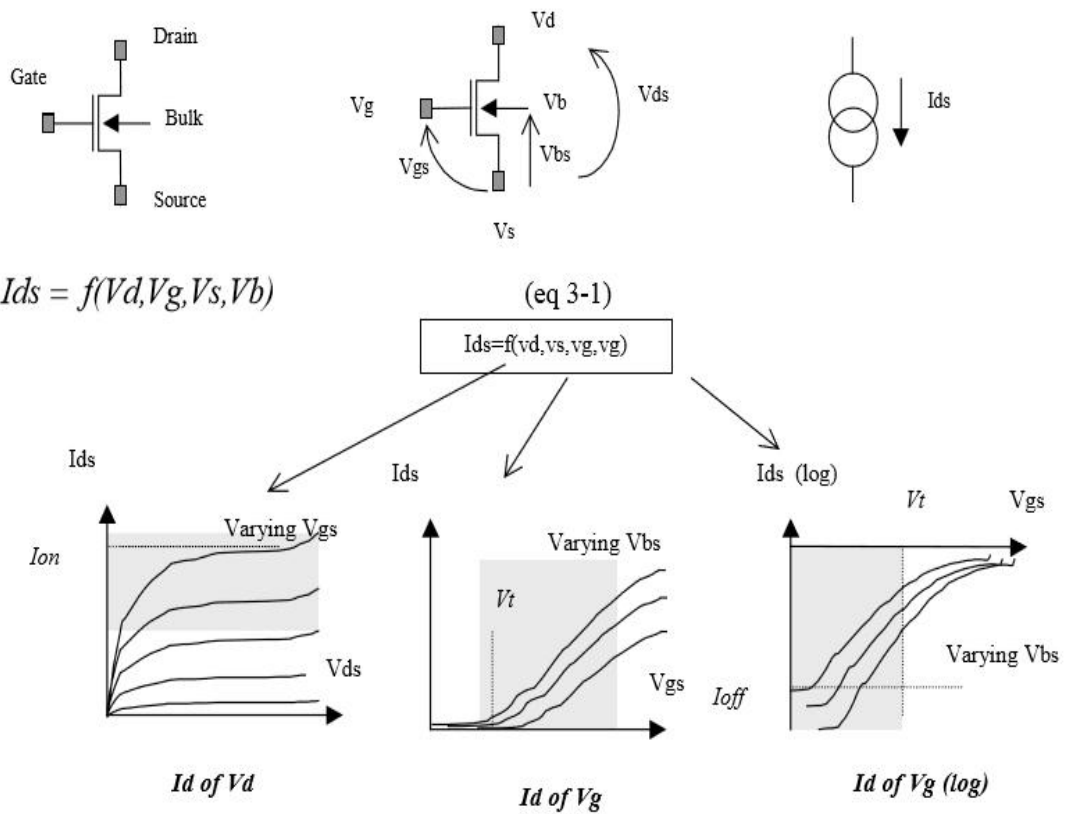 Drain
Gate
Bulk
Source
Vd
Vg
Vb
Vds
Vgs
Vbs
Vs
Ids
Ids = f(Vd,Vg,Vs,Vb)
(eq 3-1)
Ids=f(vd,vs,vg,vg)
Ids
Varying Vgs
Ion
Vds
Id of Vd
Ids
Varying Vbs
Vt
Vgs
Id of Vg
Ids (log)
Vt
Vgs
Varying Vbs
Ioff
Id of Vg (log)